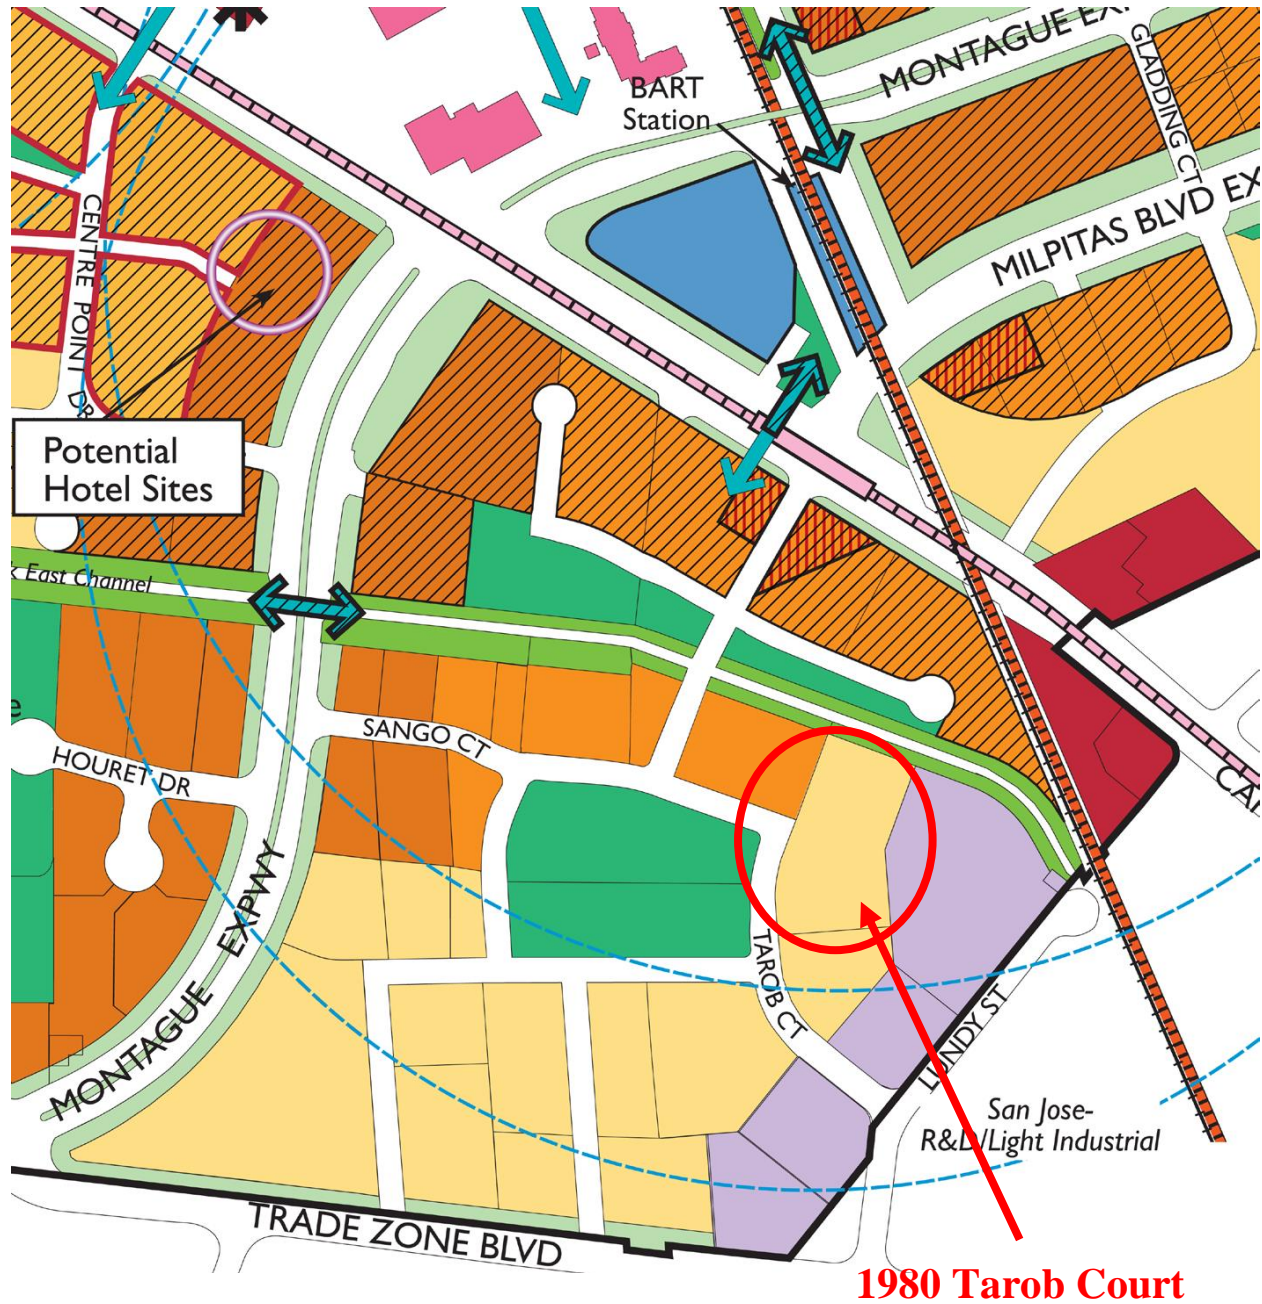 MONTAGUE EX
GLADDING CT
BART
Station
MILPITAS BLVD EX
CENTRE POINT DR
Potential
Hotel Sites
East Channel
SANGO CT
HOURET DR
MONTAGUE EXPWY
TAROB CT
LUNDY ST
CA
San Jose-
R&D/Light Industrial
TRADE ZONE BLVD
1980 Tarob Court